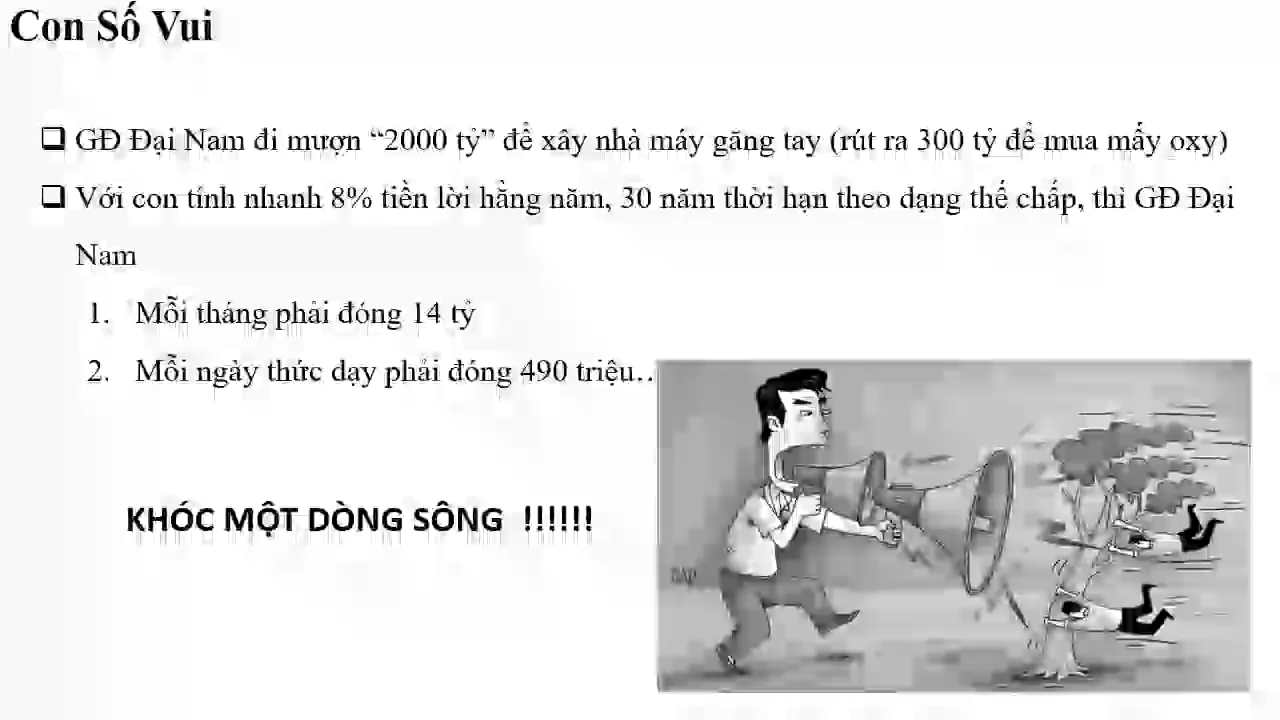 Con Số Vui
❑ GĐ Đại Nam đi mượn “2000 tỷ” để xây nhà máy găng tay (rút ra 300 tỷ để mua mấy oxy)
❑ Với con tính nhanh 8% tiền lời hằng năm, 30 năm thời hạn theo dạng thế chấp, thì GĐ Đại
Nam
1. Mỗi tháng phải đóng 14 tỷ
2. Mỗi ngày thức dạy phải đóng 490 triệu…
KHÓC MỘT DÒNG SÔNG !!!!!!